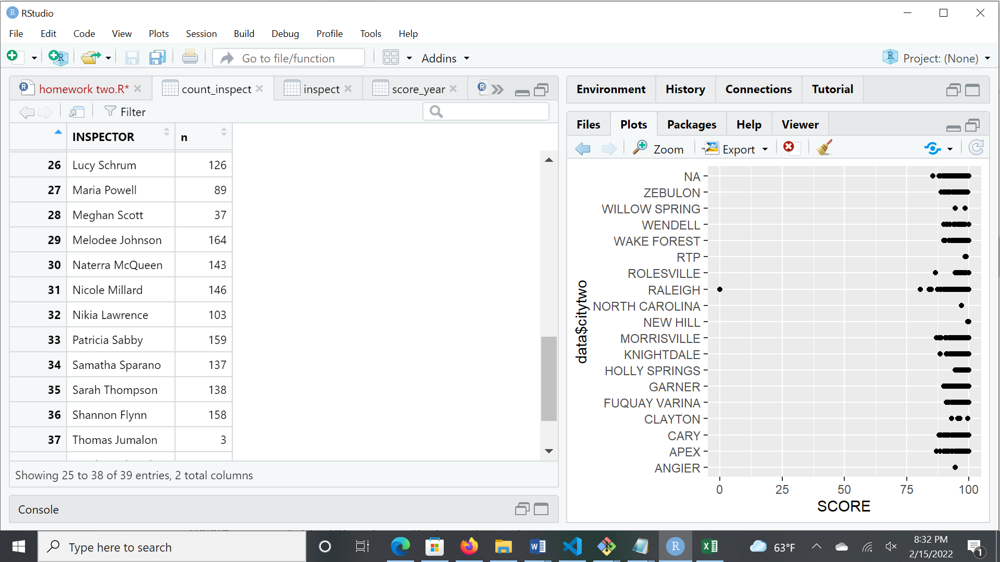 RStudio
File Edit Code View Plots Session Build Debug Profile Tools Help
Go to file/function
Addins
Project: (None)
homework two.R*
count_inspect
inspect
score_year
Filter
INSPECTOR n
26 Lucy Schrum 126
27 Maria Powell 89
28 Meghan Scott 37
29 Melodee Johnson 164
30 Naterra McQueen 143
31 Nicole Millard 146
32 Nikia Lawrence 103
33 Patricia Sabby 159
34 Samatha Sparano 137
35 Sarah Thompson 138
36 Shannon Flynn 158
37 Thomas Jumalon 3
Showing 25 to 38 of 39 entries, 2 total columns
Console
Environment History Connections Tutorial
Files Plots Packages Help Viewer
Zoom Export
data$citytwo
NA
ZEBULON
WILLOW SPRING
WENDELL
WAKE FOREST
RTP
ROLESVILLE
RALEIGH
NORTH CAROLINA
NEW HILL
MORRISVILLE
KNIGHTDALE
HOLLY SPRINGS
GARNER
FUQUAY VARINA
CLAYTON
CARY
APEX
ANGIER
0 25 50 75 100
SCORE
Type here to search
63°F
8:32 PM
2/15/2022
1